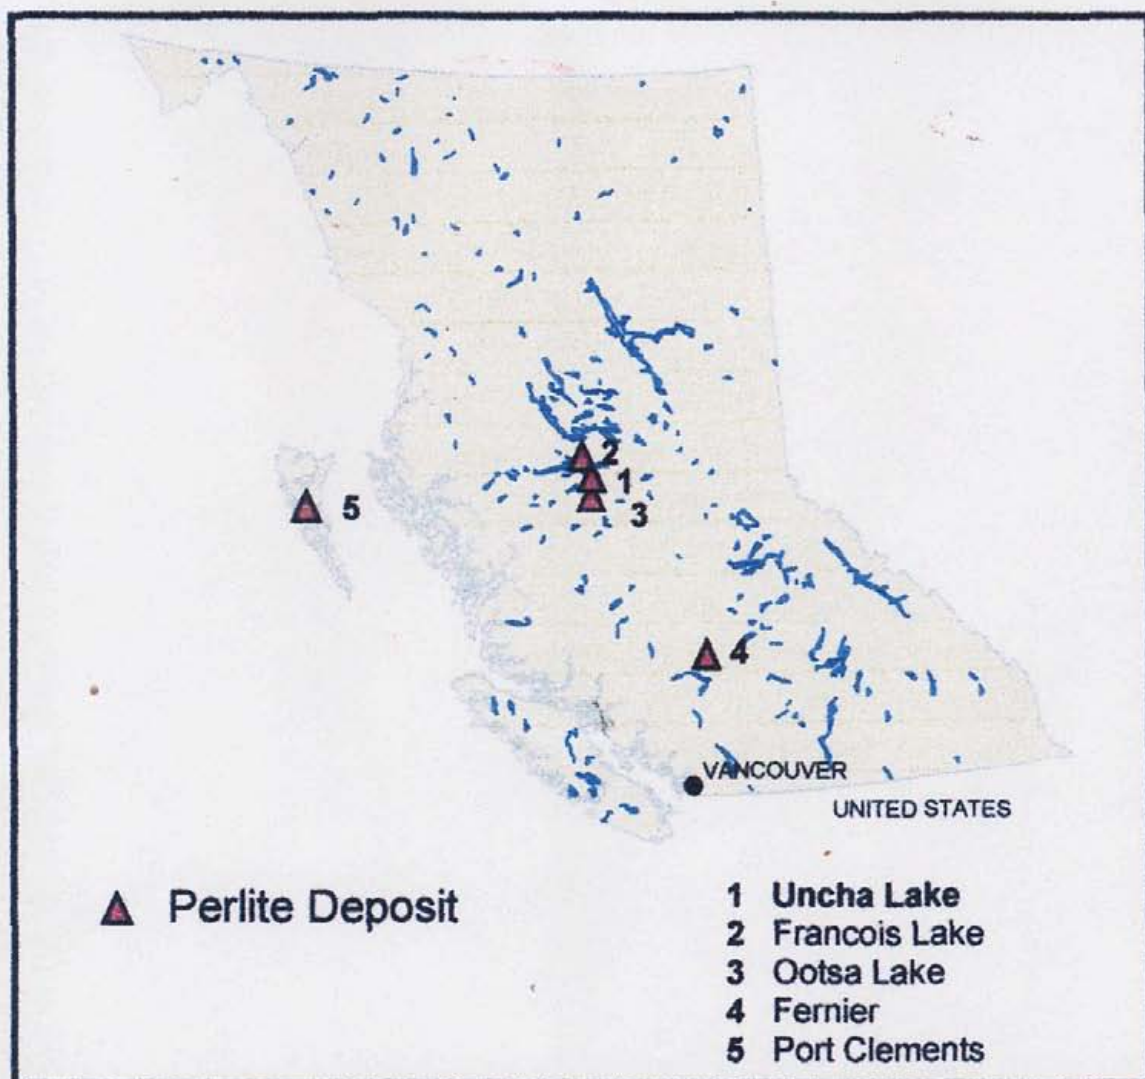 2
1
5
3
4
VANCOUVER
UNITED STATES
Perlite Deposit
1 Uncha Lake
2 Francois Lake
3 Ootsa Lake
4 Fernier
5 Port Clements